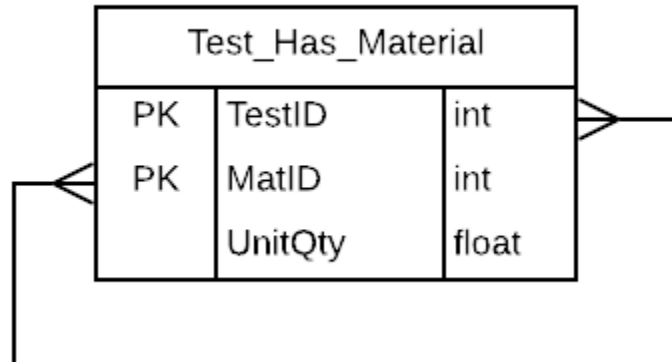 Test_Has_Material
PK TestID int
PK MatID int
UnitQty float